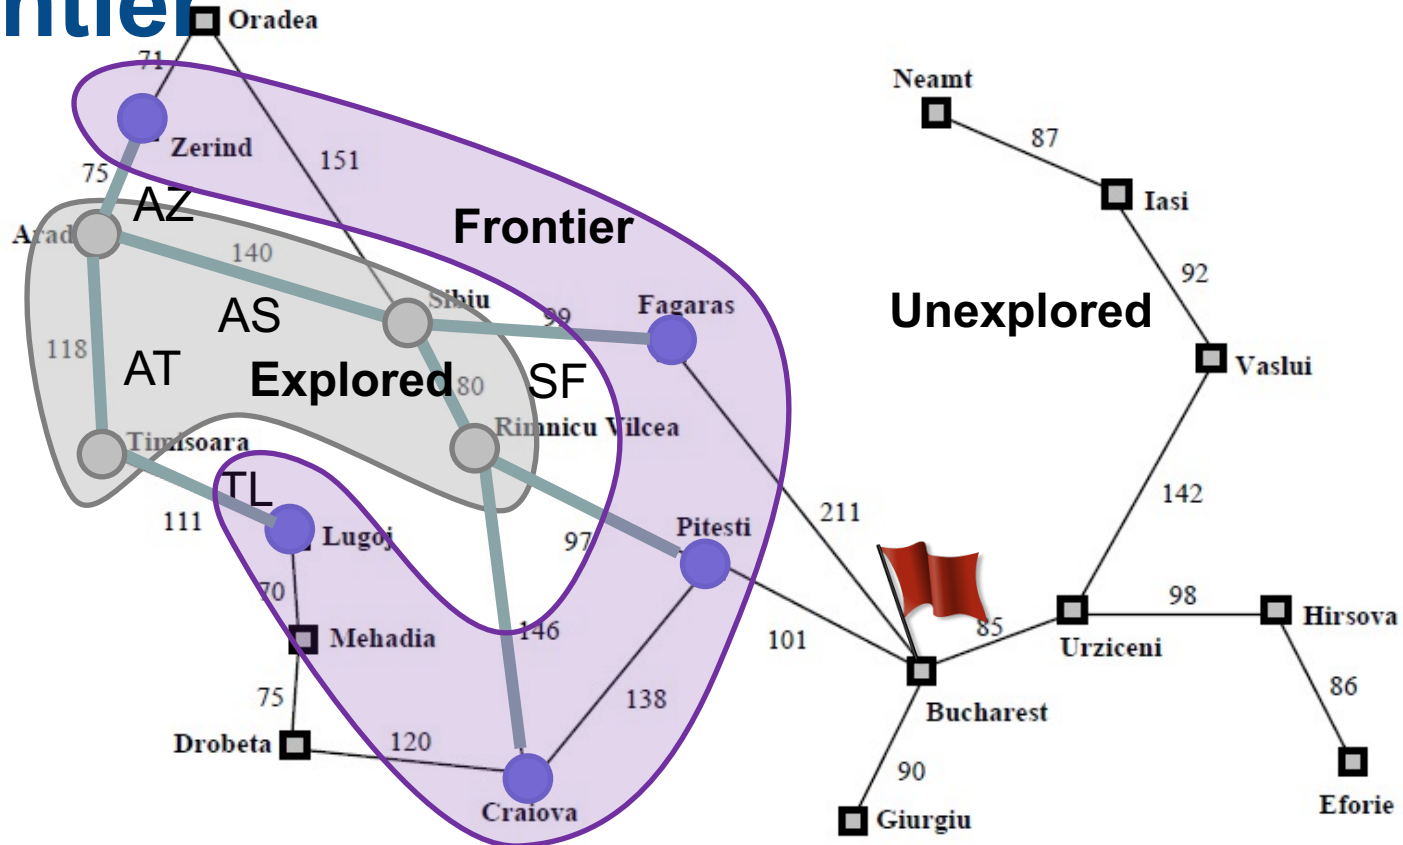 ntier
Oradea
71
Neamt
87
Zerind
151
75
AZ
Iasi
Frontier
Arad
140
92
Sibiu
Fagaras
Unexplored
AS
99
118
AT
Explored
80
SF
Vaslui
Rimnicu Vilcea
Timisoara
TL
142
111
Lugoj
97
Pitesti
211
70
98
Mehadia
146
85
Hirsova
101
Urziceni
75
138
86
Bucharest
Drobeta
120
90
Craiova
Giurgiu
Eforie